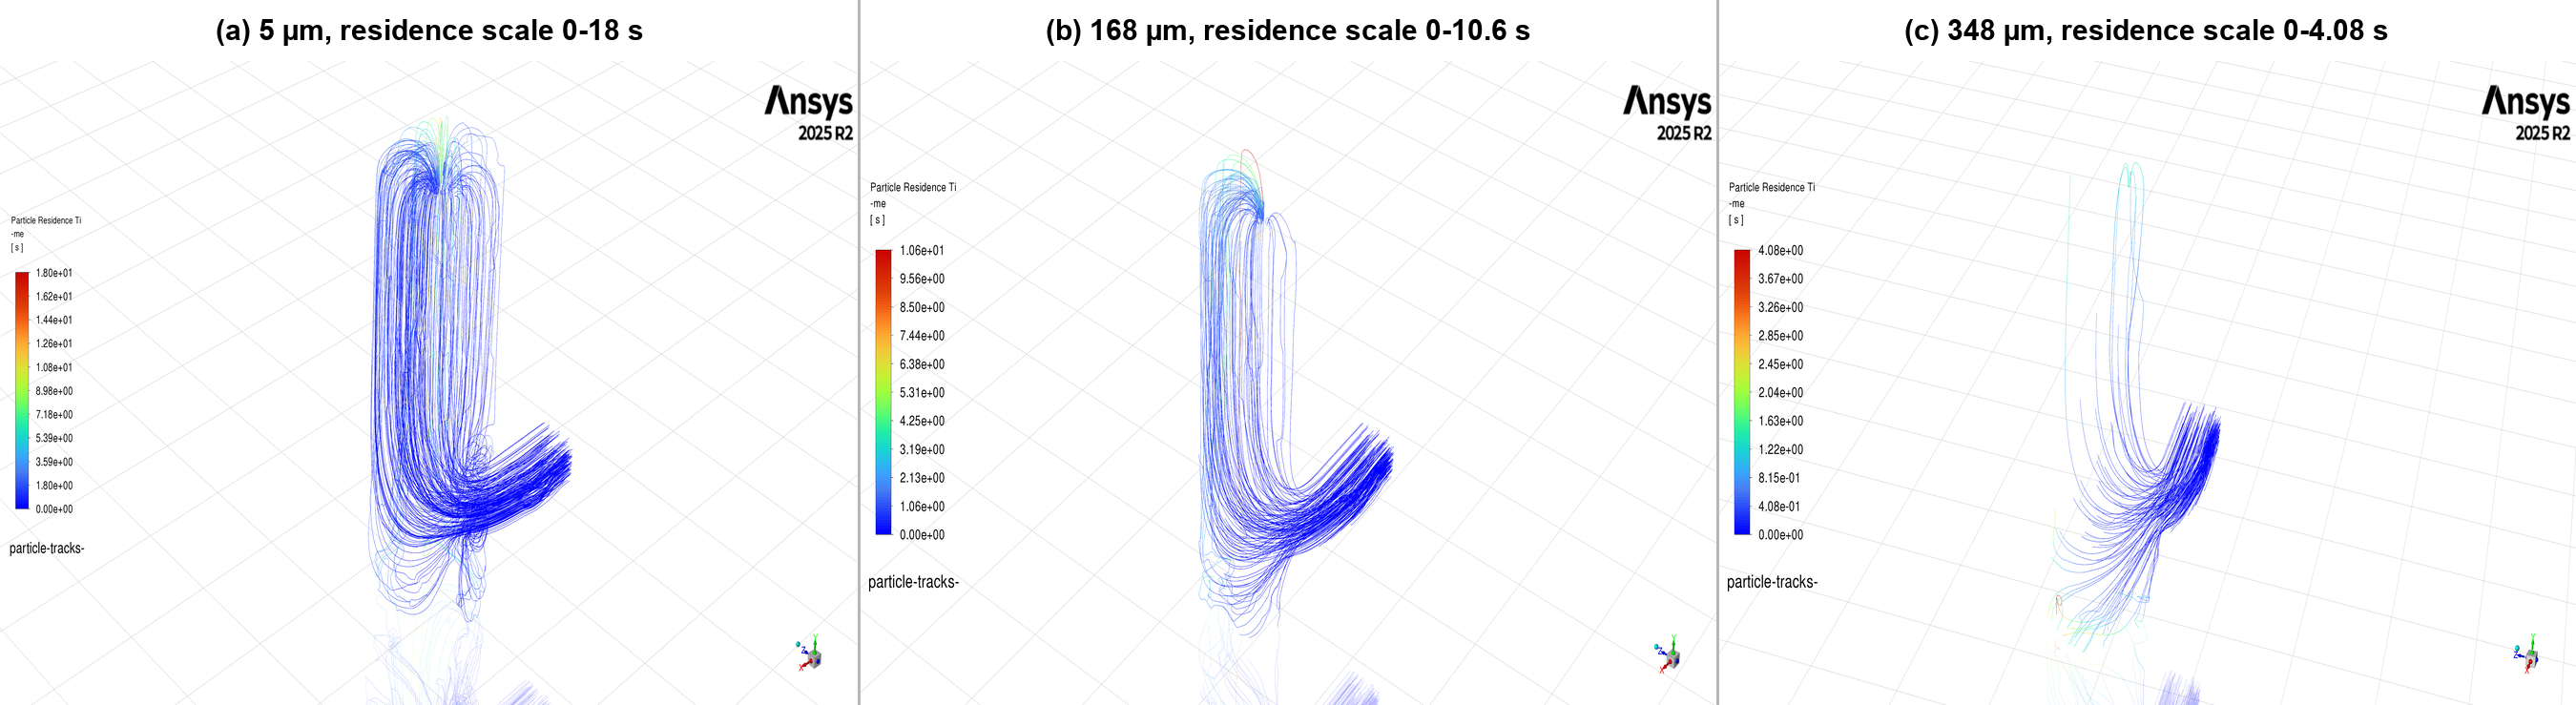 (a) 5 µm, residence scale 0-18 s
Ansys
2025 R2
Particle Residence Ti
-me
[ s ]
1.80e+01
1.62e+01
1.44e+01
1.26e+01
1.08e+01
8.98e+00
7.18e+00
5.39e+00
3.59e+00
1.80e+00
0.00e+00
particle-tracks-
Y
Z
X
(b) 168 µm, residence scale 0-10.6 s
Ansys
2025 R2
Particle Residence Ti
-me
[ s ]
1.06e+01
9.56e+00
8.50e+00
7.44e+00
6.38e+00
5.31e+00
4.25e+00
3.19e+00
2.13e+00
1.06e+00
0.00e+00
particle-tracks-
Y
Z
X
(c) 348 µm, residence scale 0-4.08 s
Ansys
2025 R2
Particle Residence Ti
-me
[ s ]
4.08e+00
3.67e+00
3.26e+00
2.85e+00
2.45e+00
2.04e+00
1.63e+00
1.22e+00
8.15e-01
4.08e-01
0.00e+00
particle-tracks-
Y
Z
X